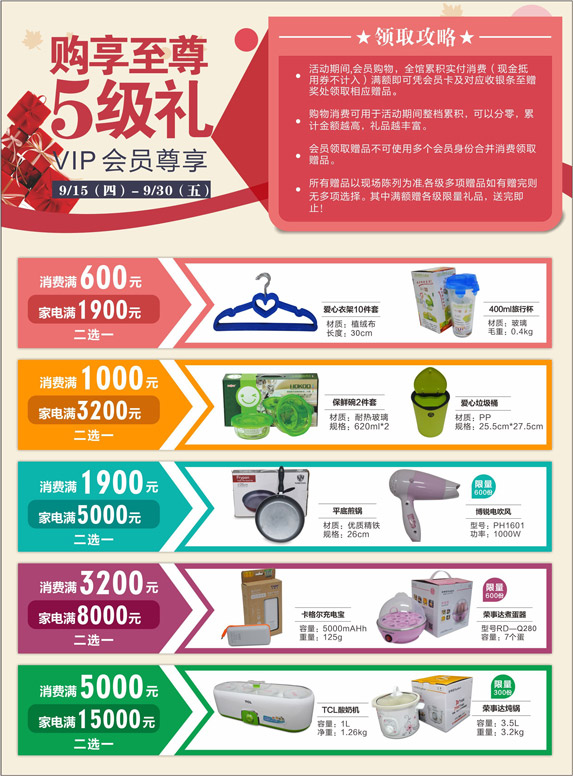 购享至尊
5级礼
VIP 会员尊享
9/15（四）-9/30（五）
★领取攻略★
活动期间,会员购物，全馆累积实付消费（现金抵
用券不计入）满额即可凭会员卡及对应收银条至赠
奖处领取相应赠品。
购物消费可用于活动期间整档累积，可以分零，累
计金额越高，礼品越丰富。
会员领取赠品不可使用多个会员身份合并消费领取
赠品。
所有赠品以现场陈列为准,各级多项赠品如有赠完则
无多项选择。其中满额赠各级限量礼品，送完即
止！
消费满600元
家电满1900元
二选一
爱心衣架10件套
材质：植绒布
长度：30cm
400ml旅行杯
材质：玻璃
毛重：0.4kg
消费满1000元
家电满3200元
二选一
保鲜碗2件套
材质：耐热玻璃
规格：620ml*2
爱心垃圾桶
材质：PP
规格：25.5cm*27.5cm
消费满1900元
家电满5000元
二选一
平底煎锅
材质：优质精铁
规格：26cm
限量
600份
博锐电吹风
型号：PH1601
功率：1000W
消费满3200元
家电满8000元
二选一
卡格尔充电宝
容量：5000mAHh
重量：125g
限量
600份
荣事达煮蛋器
型号RD—Q280
容量：7个蛋
消费满5000元
家电满15000元
二选一
TCL酸奶机
容量：1L
净重：1.26kg
限量
300份
荣事达炖锅
容量：3.5L
重量：3.2kg